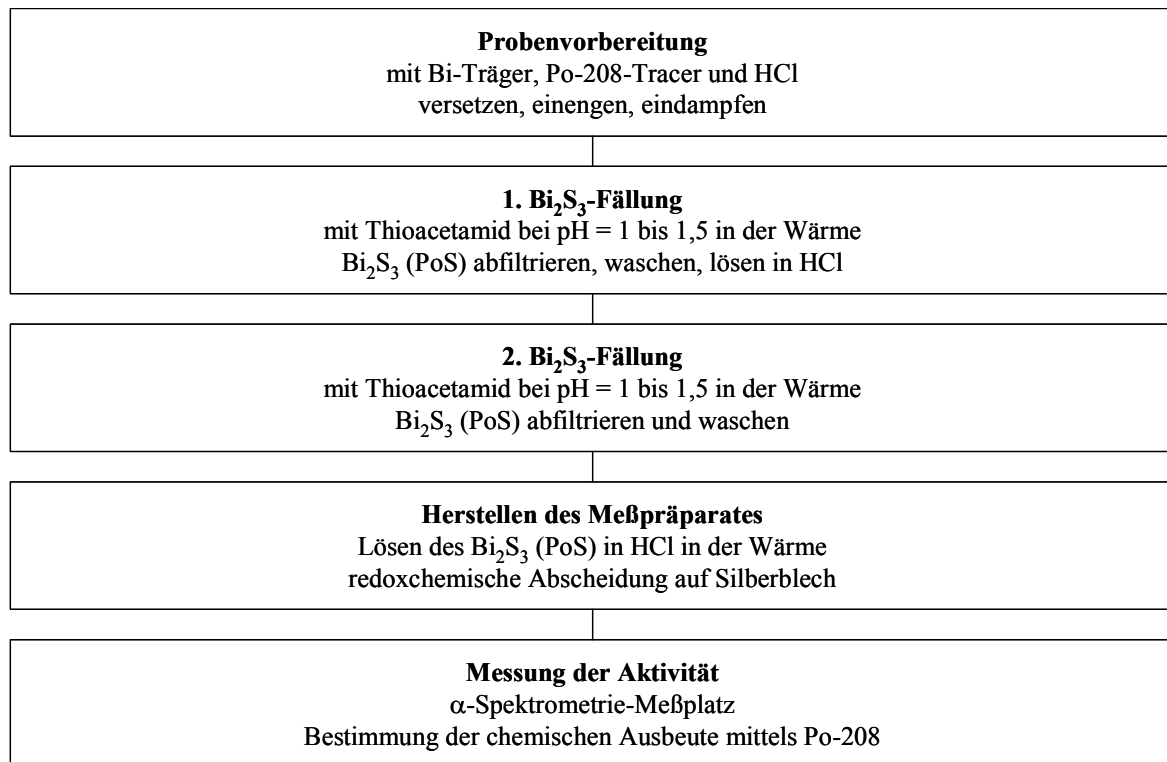 Probenvorbereitung
mit Bi-Träger, Po-208-Tracer und HCl
versetzen, einengen, eindampfen
1. Bi₂S₃-Fällung
mit Thioacetamid bei pH = 1 bis 1,5 in der Wärme
Bi₂S₃ (PoS) abfiltrieren, waschen, lösen in HCl
2. Bi₂S₃-Fällung
mit Thioacetamid bei pH = 1 bis 1,5 in der Wärme
Bi₂S₃ (PoS) abfiltrieren und waschen
Herstellen des Meßpräparates
Lösen des Bi₂S₃ (PoS) in HCl in der Wärme
redoxchemische Abscheidung auf Silberblech
Messung der Aktivität
α-Spektrometrie-Meßplatz
Bestimmung der chemischen Ausbeute mittels Po-208